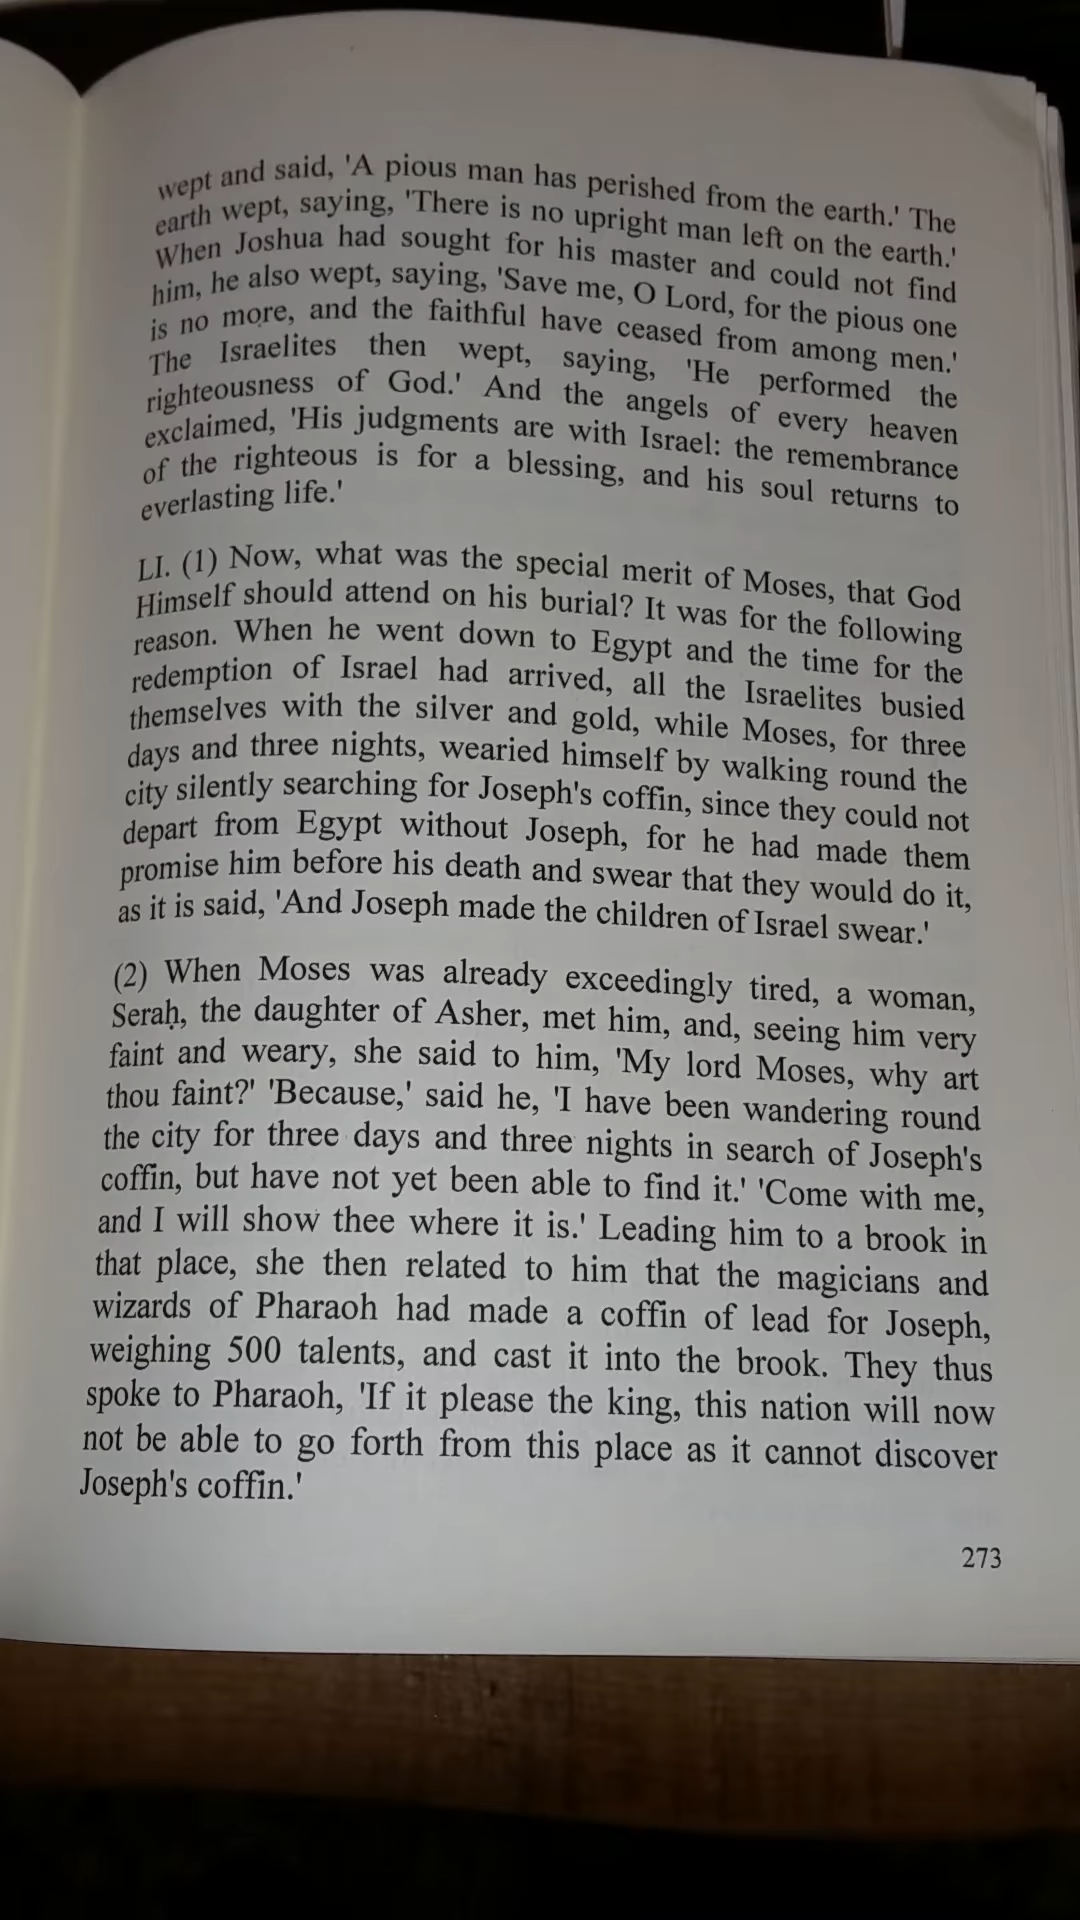 wept and said, 'A pious man has perished from the earth.' The
earth wept, saying, 'There is no upright man left on the earth.'
When Joshua had sought for his master and could not find
him, he also wept, saying, 'Save me, O Lord, for the pious one
is no more, and the faithful have ceased from among men.'
The Israelites then wept, saying, 'He performed the
righteousness of God.' And the angels of every heaven
exclaimed, 'His judgments are with Israel: the remembrance
of the righteous is for a blessing, and his soul returns to
everlasting life.'
LI. (1) Now, what was the special merit of Moses, that God
Himself should attend on his burial? It was for the following
reason. When he went down to Egypt and the time for the
redemption of Israel had arrived, all the Israelites busied
themselves with the silver and gold, while Moses, for three
days and three nights, wearied himself by walking round the
city silently searching for Joseph's coffin, since they could not
depart from Egypt without Joseph, for he had made them
promise him before his death and swear that they would do it,
as it is said, 'And Joseph made the children of Israel swear.'
(2) When Moses was already exceedingly tired, a woman,
Seraḥ, the daughter of Asher, met him, and, seeing him very
faint and weary, she said to him, 'My lord Moses, why art
thou faint?' 'Because,' said he, 'I have been wandering round
the city for three days and three nights in search of Joseph's
coffin, but have not yet been able to find it.' 'Come with me,
and I will show thee where it is.' Leading him to a brook in
that place, she then related to him that the magicians and
wizards of Pharaoh had made a coffin of lead for Joseph,
weighing 500 talents, and cast it into the brook. They thus
spoke to Pharaoh, 'If it please the king, this nation will now
not be able to go forth from this place as it cannot discover
Joseph's coffin.'
273